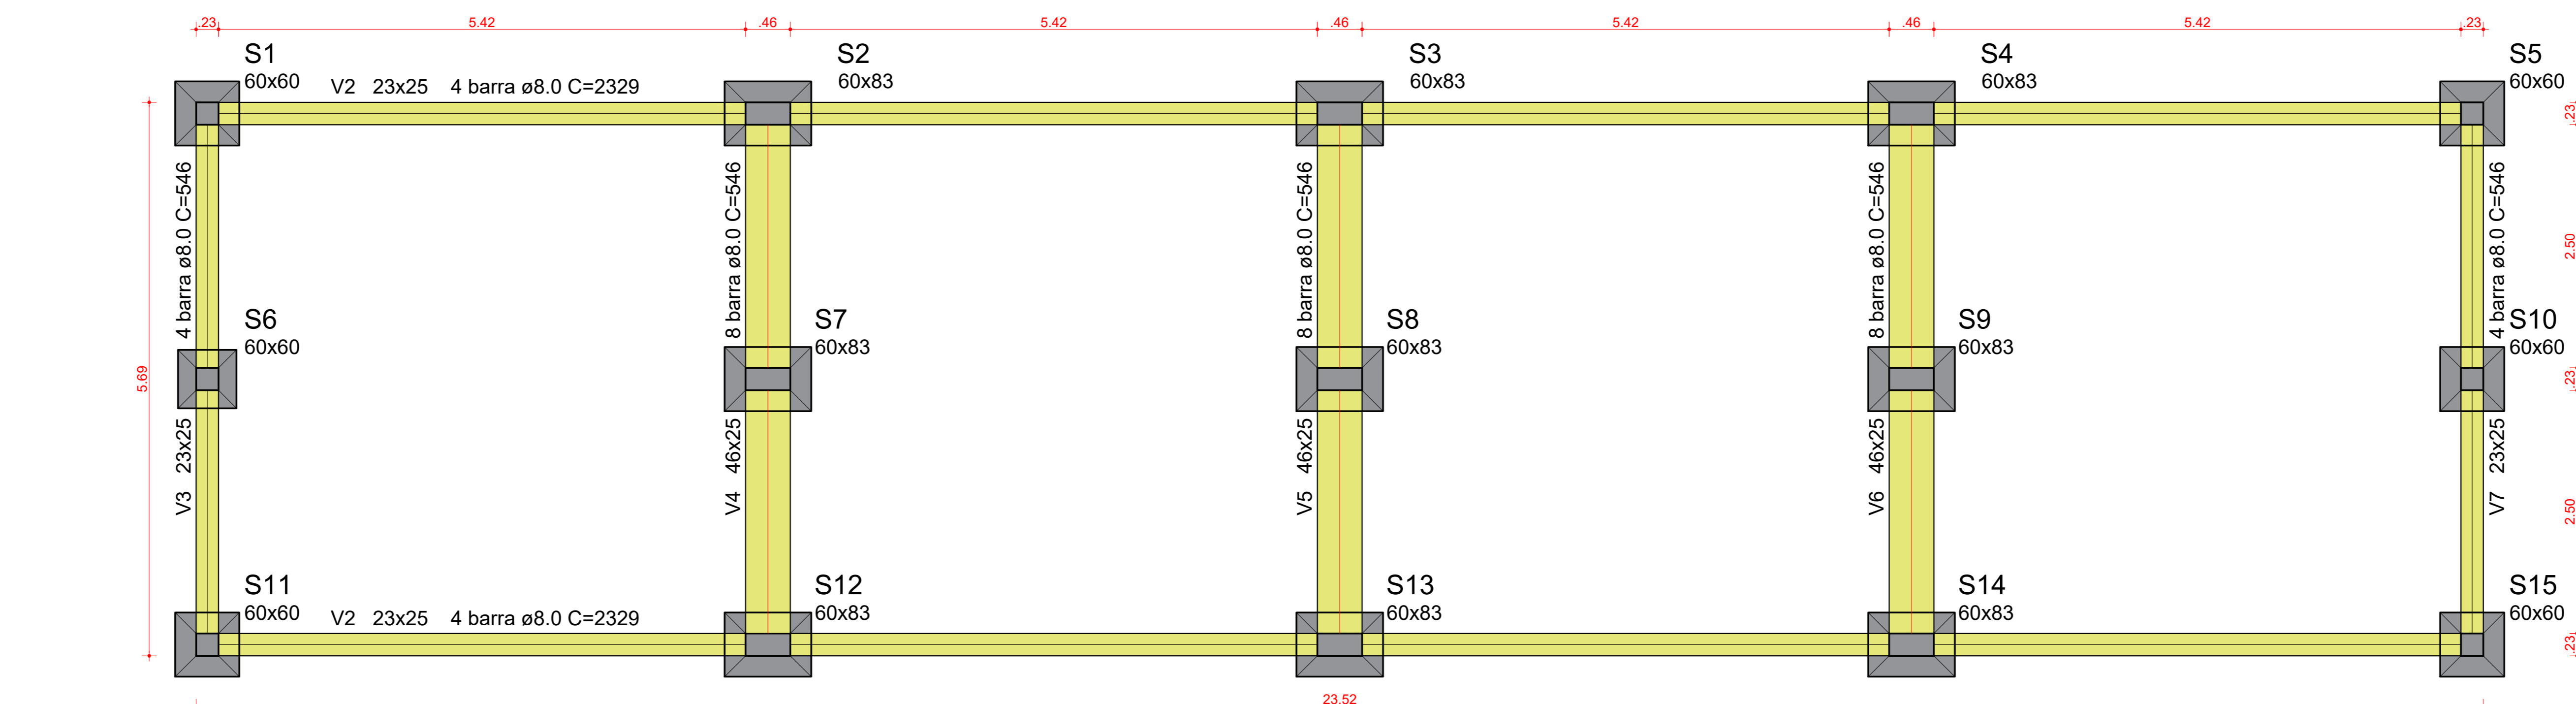 .23 5.42 .46 5.42 .46 5.42 .46 5.42 .23
S1 S2 S3 S4 S5
60x60 60x83 60x83 60x83 60x60
V2 23x25 4 barra ø8.0 C=2329
.23
4 barra ø8.0 C=546
8 barra ø8.0 C=546
8 barra ø8.0 C=546
8 barra ø8.0 C=546
4 barra ø8.0 C=546
2.50
S6 S7 S8 S9 S10
60x60 60x83 60x83 60x83 60x60
5.69
.23
V3 23x25
V4 46x25
V5 46x25
V6 46x25
V7 23x25
2.50
S11 S12 S13 S14 S15
60x60 60x83 60x83 60x83 60x60
V2 23x25 4 barra ø8.0 C=2329
.23
23.52